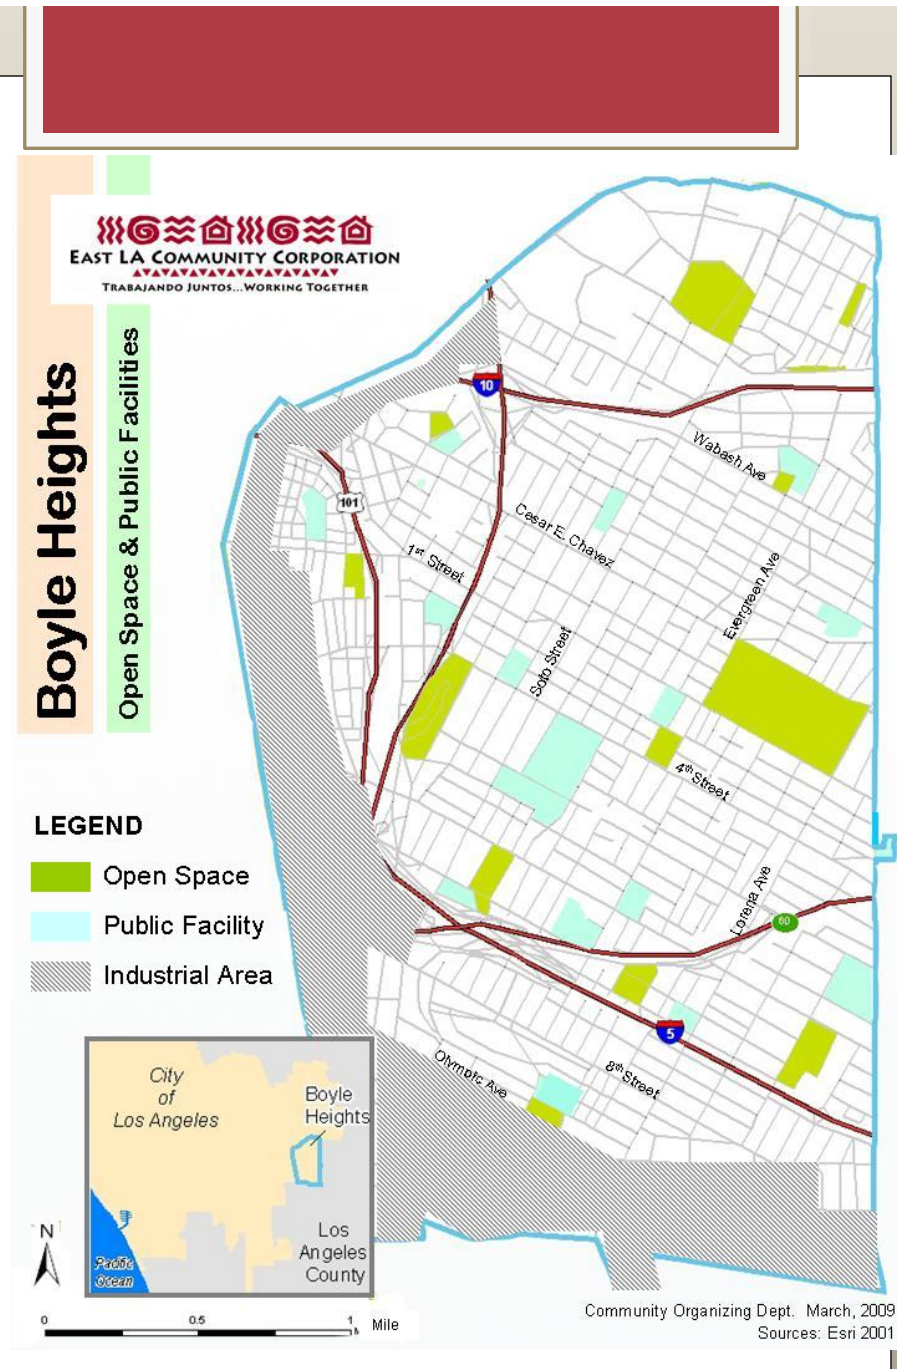 EAST LA COMMUNITY CORPORATION
TRABAJANDO JUNTOS...WORKING TOGETHER
Boyle Heights
Open Space & Public Facilities
10
Wabash Ave
101
Cesar E. Chavez
1st Street
Evergreen Ave
Soto Street
4th Street
Lorena Ave
60
5
8th Street
Olympic Ave
LEGEND
Open Space
Public Facility
Industrial Area
City
of
Los Angeles
Boyle
Heights
Los
Angeles
County
Pacific
Ocean
N
0 0.5 1
Mile
Community Organizing Dept. March, 2009
Sources: Esri 2001